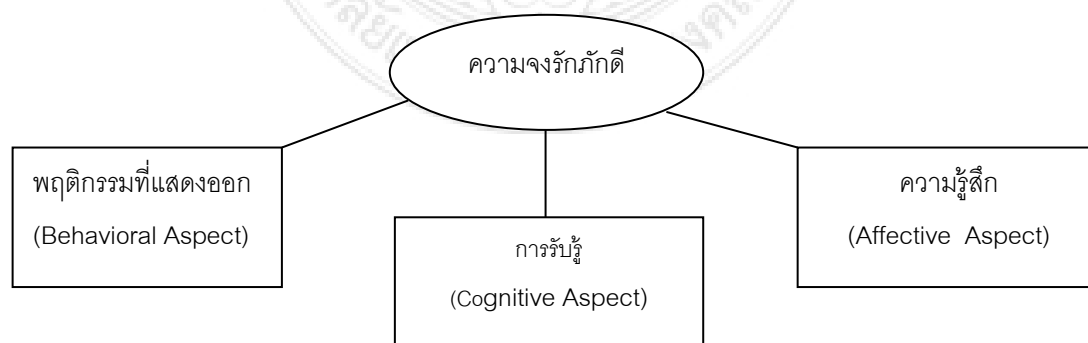 ความจงรักภักดี
พฤติกรรมที่แสดงออก
(Behavioral Aspect)
การรับรู้
(Cognitive Aspect)
ความรู้สึก
(Affective Aspect)